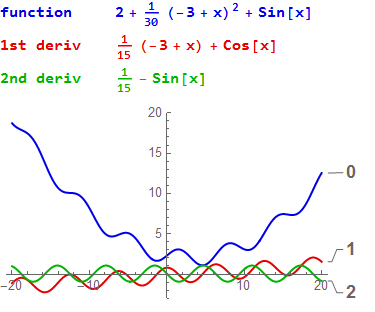 function 2 + 1/30 (-3 + x)^2 + Sin[x]
1st deriv 1/15 (-3 + x) + Cos[x]
2nd deriv 1/15 - Sin[x]
20
15
10
5
0
1
2
-20 -10 10 20